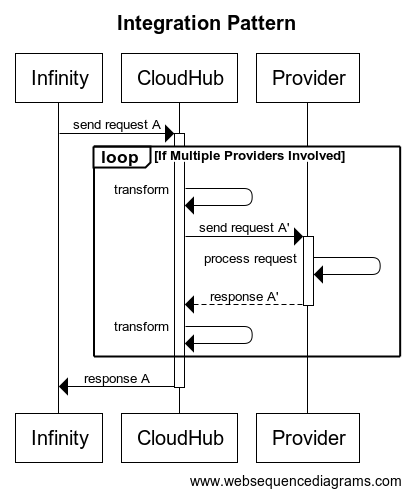 Integration Pattern
Infinity CloudHub Provider
send request A
loop [If Multiple Providers Involved]
transform
send request A'
process request
response A'
transform
response A
Infinity CloudHub Provider
www.websequencediagrams.com